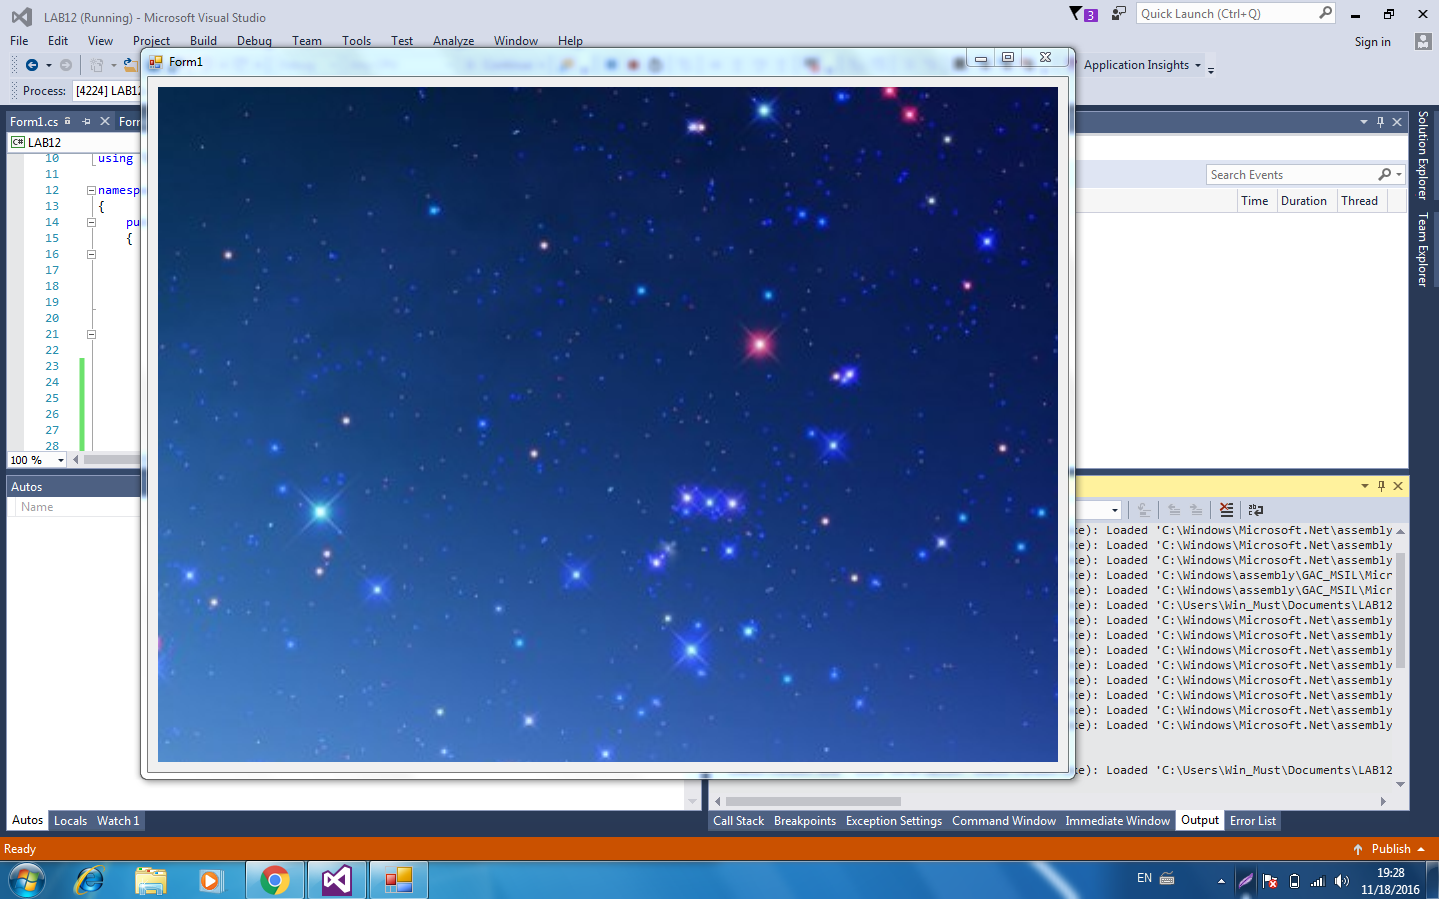 LAB12 (Running) - Microsoft Visual Studio
3
Quick Launch (Ctrl+Q)
File Edit View Project Build Debug Team Tools Test Analyze Window Help
Sign in
Application Insights
Process: [4224] LAB12
Form1
Form1.cs
Forr
LAB12
10 using
11
12 namesp
13 {
14 pu
15 {
16
17
18
19
20
21
22
23
24
25
26
27
28
100 %
Search Events
Time Duration Thread
Solution Explorer
Team Explorer
Autos
Name
Loaded 'C:\Windows\Microsoft.Net\assembly
Loaded 'C:\Windows\Microsoft.Net\assembly
Loaded 'C:\Windows\Microsoft.Net\assembly
Loaded 'C:\Windows\assembly\GAC_MSIL\Micr
Loaded 'C:\Windows\assembly\GAC_MSIL\Micr
Loaded 'C:\Users\Win_Must\Documents\LAB12
Loaded 'C:\Windows\Microsoft.Net\assembly
Loaded 'C:\Windows\Microsoft.Net\assembly
Loaded 'C:\Windows\Microsoft.Net\assembly
Loaded 'C:\Windows\Microsoft.Net\assembly
Loaded 'C:\Windows\Microsoft.Net\assembly
Loaded 'C:\Windows\Microsoft.Net\assembly
Loaded 'C:\Windows\Microsoft.Net\assembly
Loaded 'C:\Windows\Microsoft.Net\assembly
Loaded 'C:\Users\Win_Must\Documents\LAB12
Autos Locals Watch 1
Call Stack Breakpoints Exception Settings Command Window Immediate Window Output Error List
Ready
Publish
EN
19:28
11/18/2016